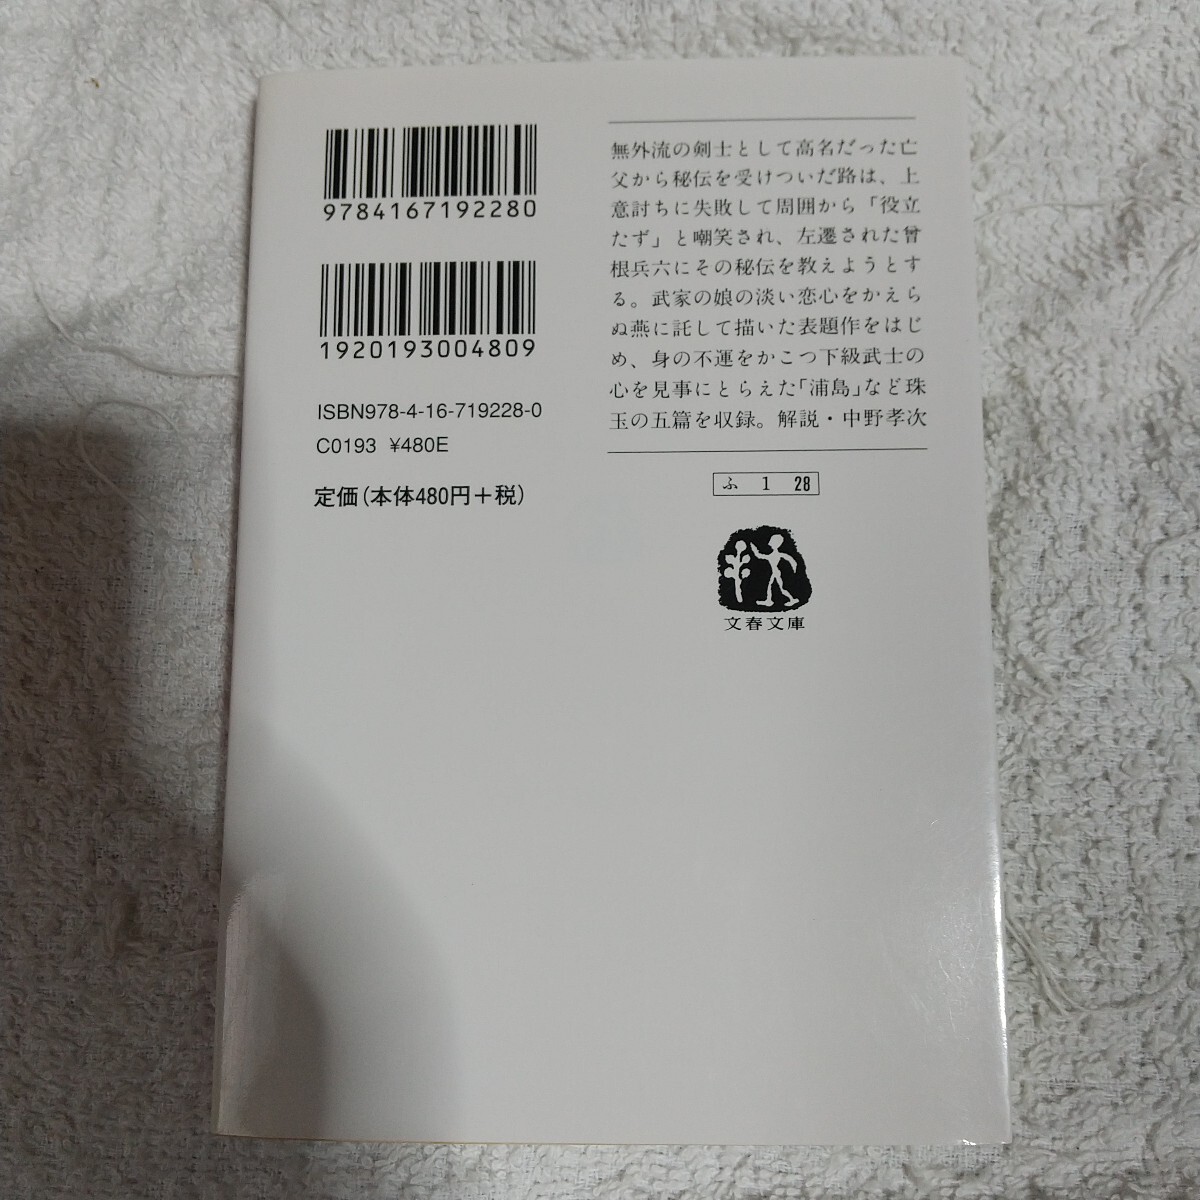 9784167192280
1920193004809
ISBN978-4-16-719228-0
C0193 ¥480E
定価(本体480円+税)
無外流の剣士として高名だった亡
父から秘伝を受けついだ路は、上
意討ちに失敗して周囲から「役立
たず」と嘲笑され、左遷された曾
根兵六にその秘伝を教えようとす
る。武家の娘の淡い恋心をかえら
ぬ燕に託して描いた表題作をはじ
め、身の不運をかこつ下級武士の
心を見事にとらえた「浦島」など珠
玉の五篇を収録。解説・中野孝次
ふ 1 28
文春文庫